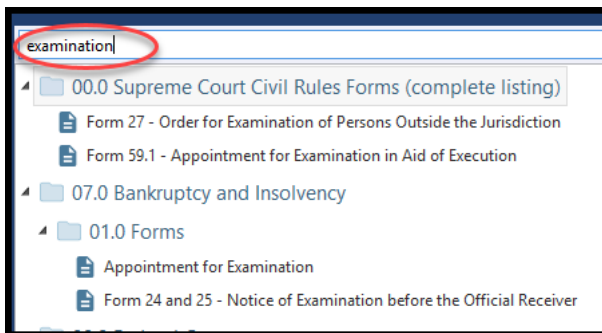 examination
00.0 Supreme Court Civil Rules Forms (complete listing)
Form 27 - Order for Examination of Persons Outside the Jurisdiction
Form 59.1 - Appointment for Examination in Aid of Execution
07.0 Bankruptcy and Insolvency
01.0 Forms
Appointment for Examination
Form 24 and 25 - Notice of Examination before the Official Receiver